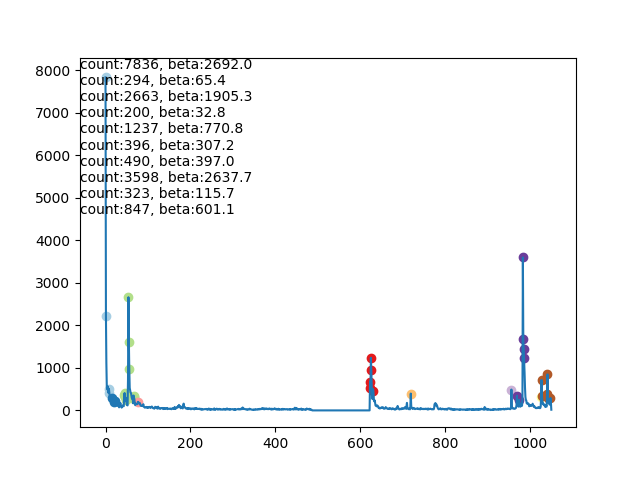 count:7836, beta:2692.0
8000
count:294, beta:65.4
count:2663, beta:1905.3
7000
count:200, beta:32.8
count:1237, beta:770.8
6000
count:396, beta:307.2
count:490, beta:397.0
count:3598, beta:2637.7
5000
count:323, beta:115.7
count:847, beta:601.1
4000
3000
2000
1000
0
0 200 400 600 800 1000